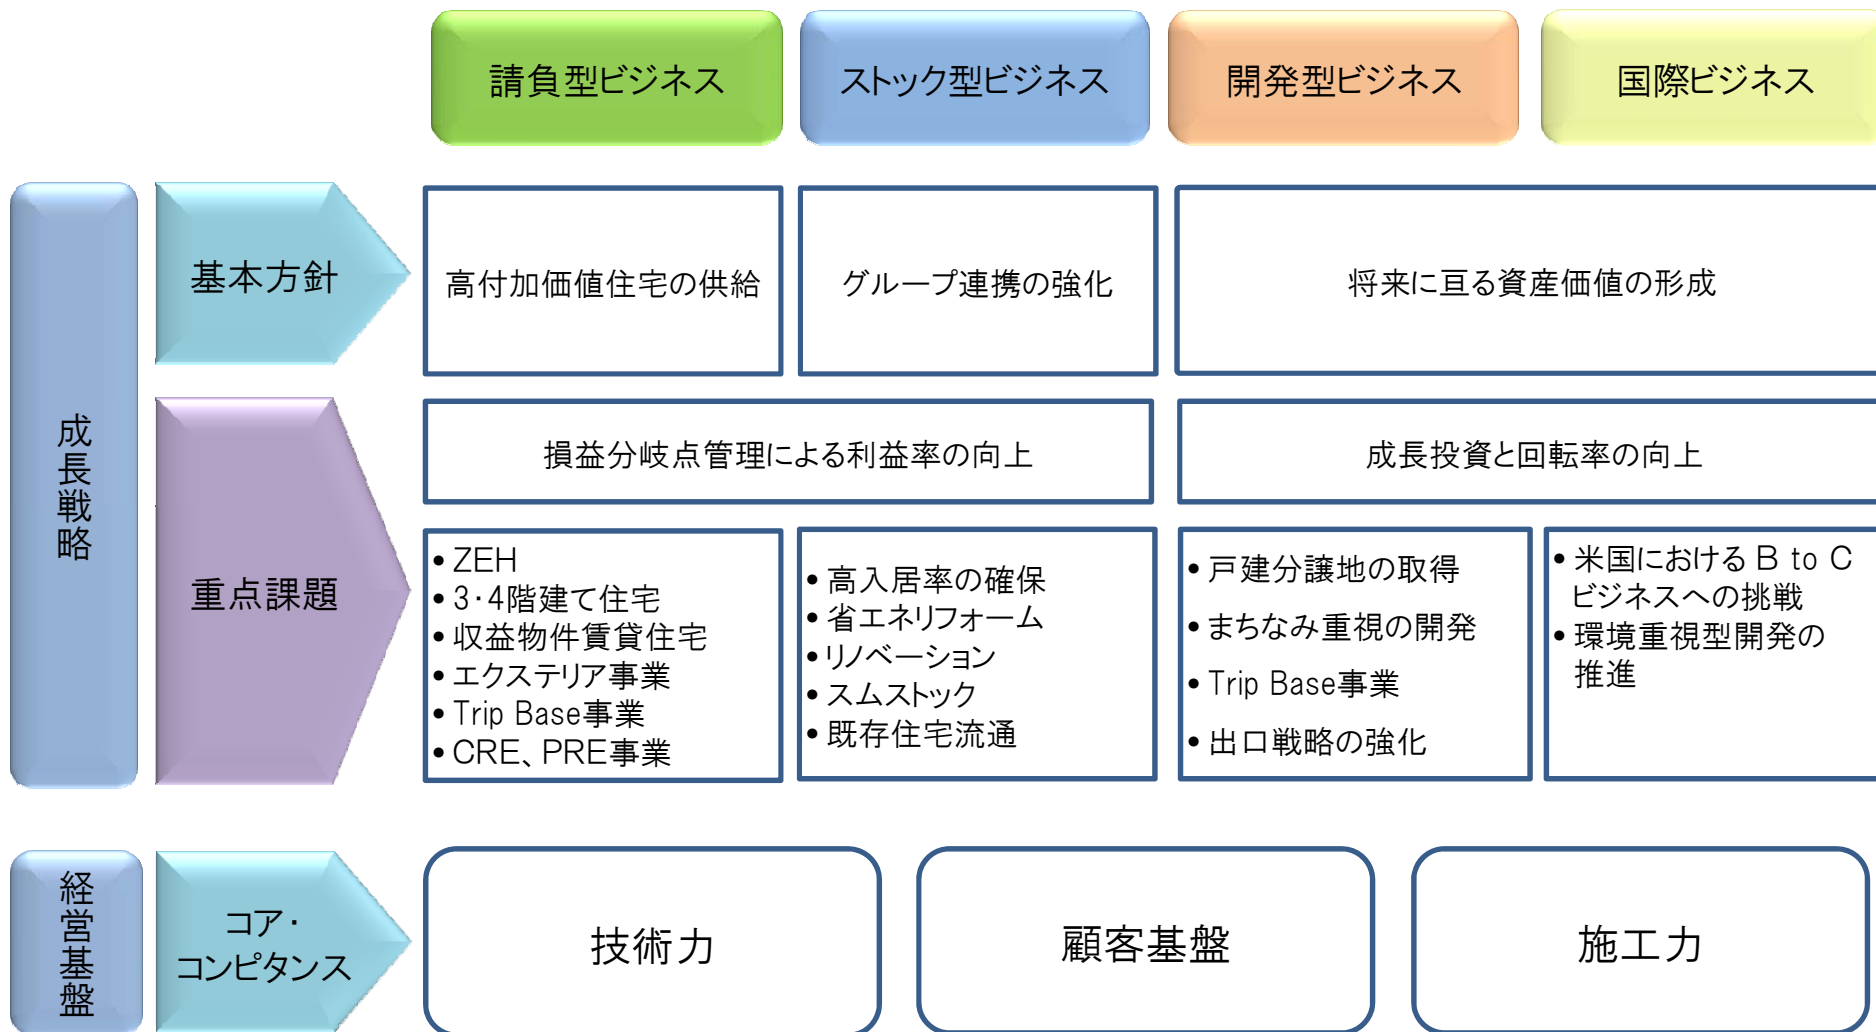 請負型ビジネス
ストック型ビジネス
開発型ビジネス
国際ビジネス
成長戦略
基本方針
高付加価値住宅の供給
グループ連携の強化
将来に亘る資産価値の形成
重点課題
損益分岐点管理による利益率の向上
成長投資と回転率の向上
• ZEH
• 3・4階建て住宅
• 収益物件賃貸住宅
• エクステリア事業
• Trip Base事業
• CRE、PRE事業
• 高入居率の確保
• 省エネリフォーム
• リノベーション
• スムストック
• 既存住宅流通
• 戸建分譲地の取得
• まちなみ重視の開発
• Trip Base事業
• 出口戦略の強化
• 米国における B to C
ビジネスへの挑戦
• 環境重視型開発の
推進
経営基盤
コア・
コンピタンス
技術力
顧客基盤
施工力